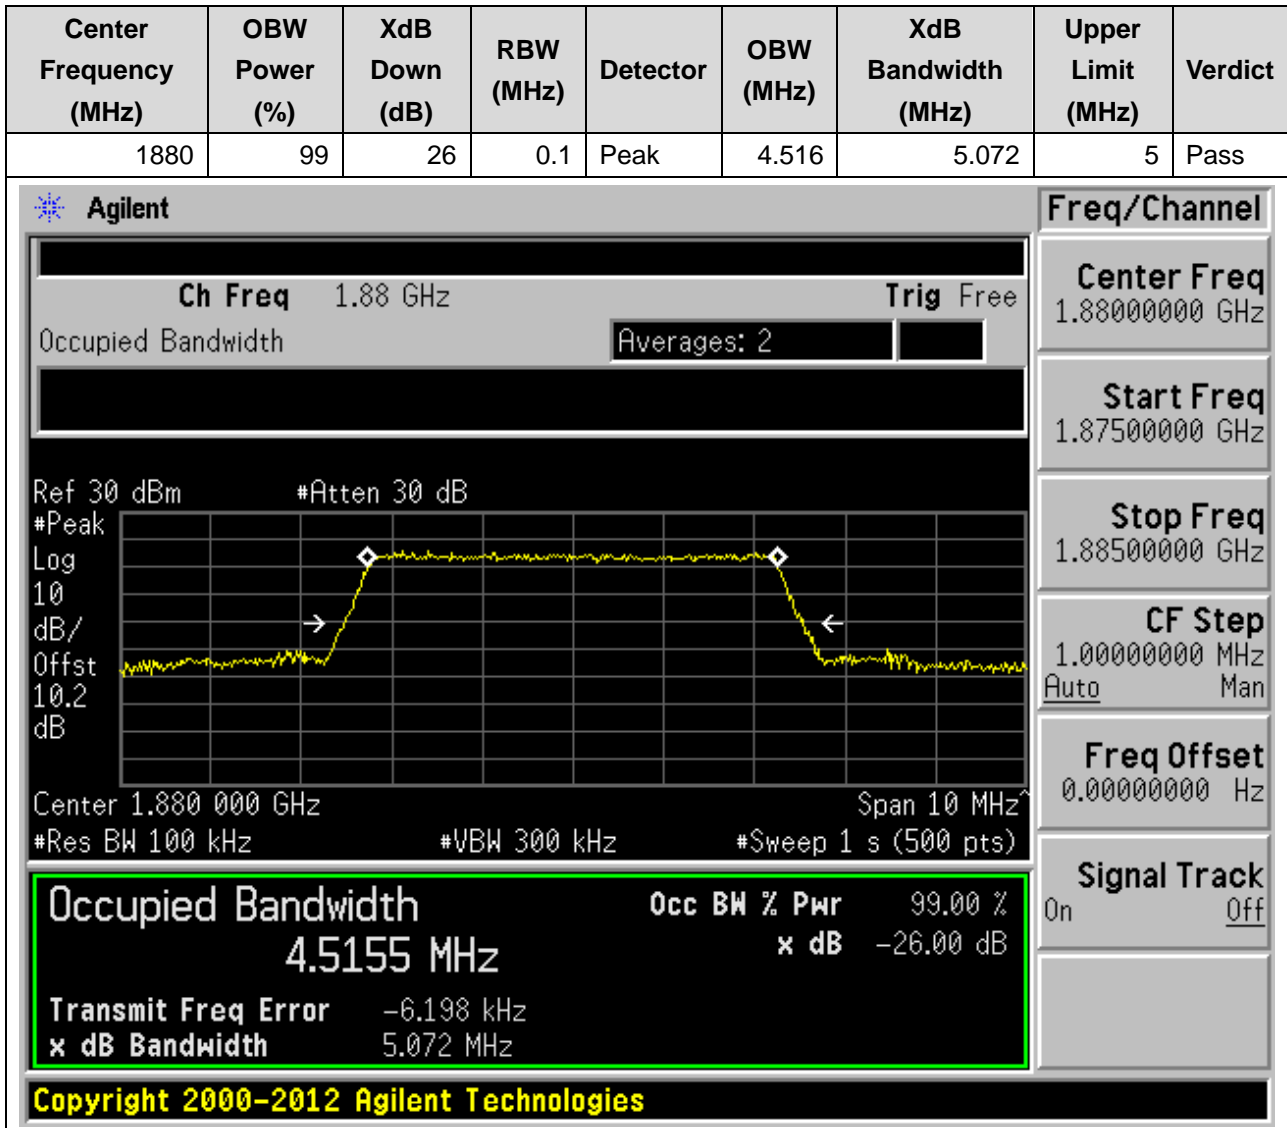 Center Frequency (MHz) OBW Power (%) XdB Down (dB) RBW (MHz) Detector OBW (MHz) XdB Bandwidth (MHz) Upper Limit (MHz) Verdict
1880 99 26 0.1 Peak 4.516 5.072 5 Pass
Agilent
Freq/Channel
Ch Freq 1.88 GHz Trig Free
Occupied Bandwidth Averages: 2
Center Freq
1.88000000 GHz
Start Freq
1.87500000 GHz
Stop Freq
1.88500000 GHz
CF Step
1.00000000 MHz
Auto Man
Freq Offset
0.00000000 Hz
Signal Track
On Off
Ref 30 dBm #Atten 30 dB
#Peak
Log
10
dB/
Offst
10.2
dB
Center 1.880 000 GHz Span 10 MHz^
#Res BW 100 kHz #VBW 300 kHz #Sweep 1 s (500 pts)
Occupied Bandwidth Occ BW % Pwr 99.00 %
4.5155 MHz x dB -26.00 dB
Transmit Freq Error -6.198 kHz
x dB Bandwidth 5.072 MHz
Copyright 2000-2012 Agilent Technologies